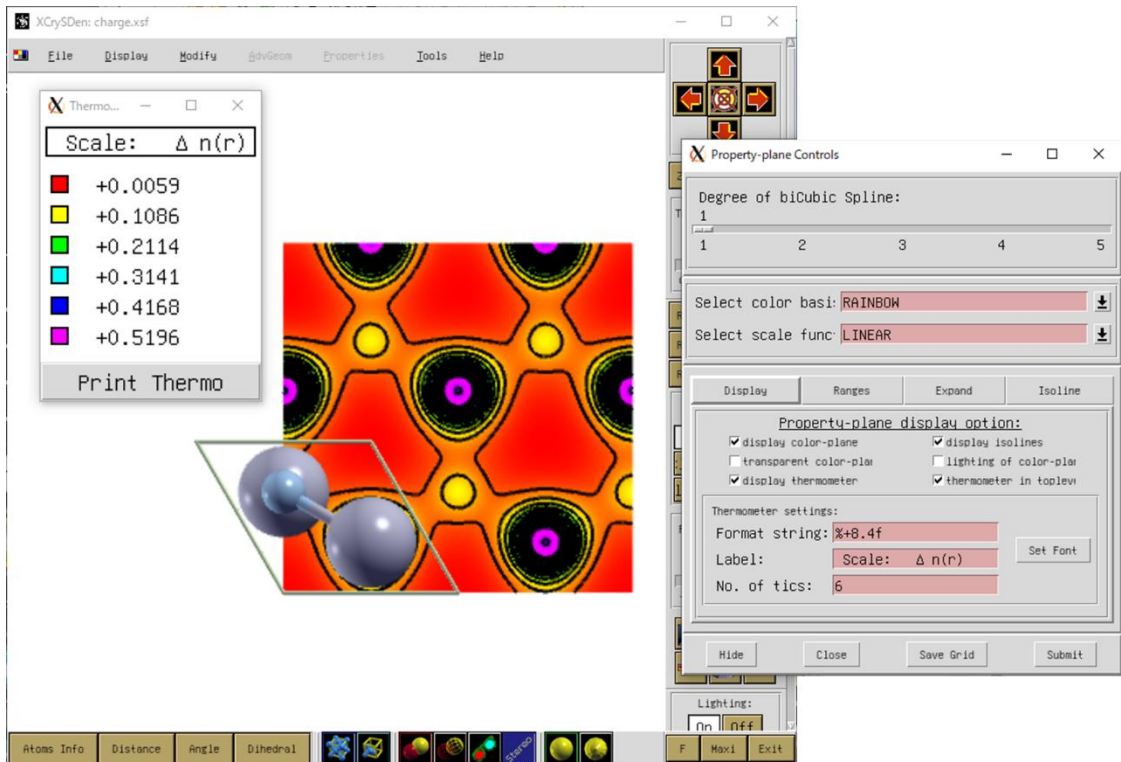 XCrySDen: charge.xsf
File Display Modify AdvGeom Properties Tools Help
Thermo...
Scale: Δ n(r)
+0.0059
+0.1086
+0.2114
+0.3141
+0.4168
+0.5196
Print Thermo
Property-plane Controls
Degree of biCubic Spline:
1
1 2 3 4 5
Select color basi: RAINBOW
Select scale func LINEAR
Display Ranges Expand Isoline
Property-plane display option:
display color-plane display isolines
transparent color-plan lighting of color-plan
display thermometer thermometer in topleve
Thermometer settings:
Format string: %+8.4f
Label: Scale: Δ n(r)
Set Font
No. of tics: 6
Hide Close Save Grid Submit
Lighting:
On Off
Atoms Info Distance Angle Dihedral Stereo F Maxi Exit